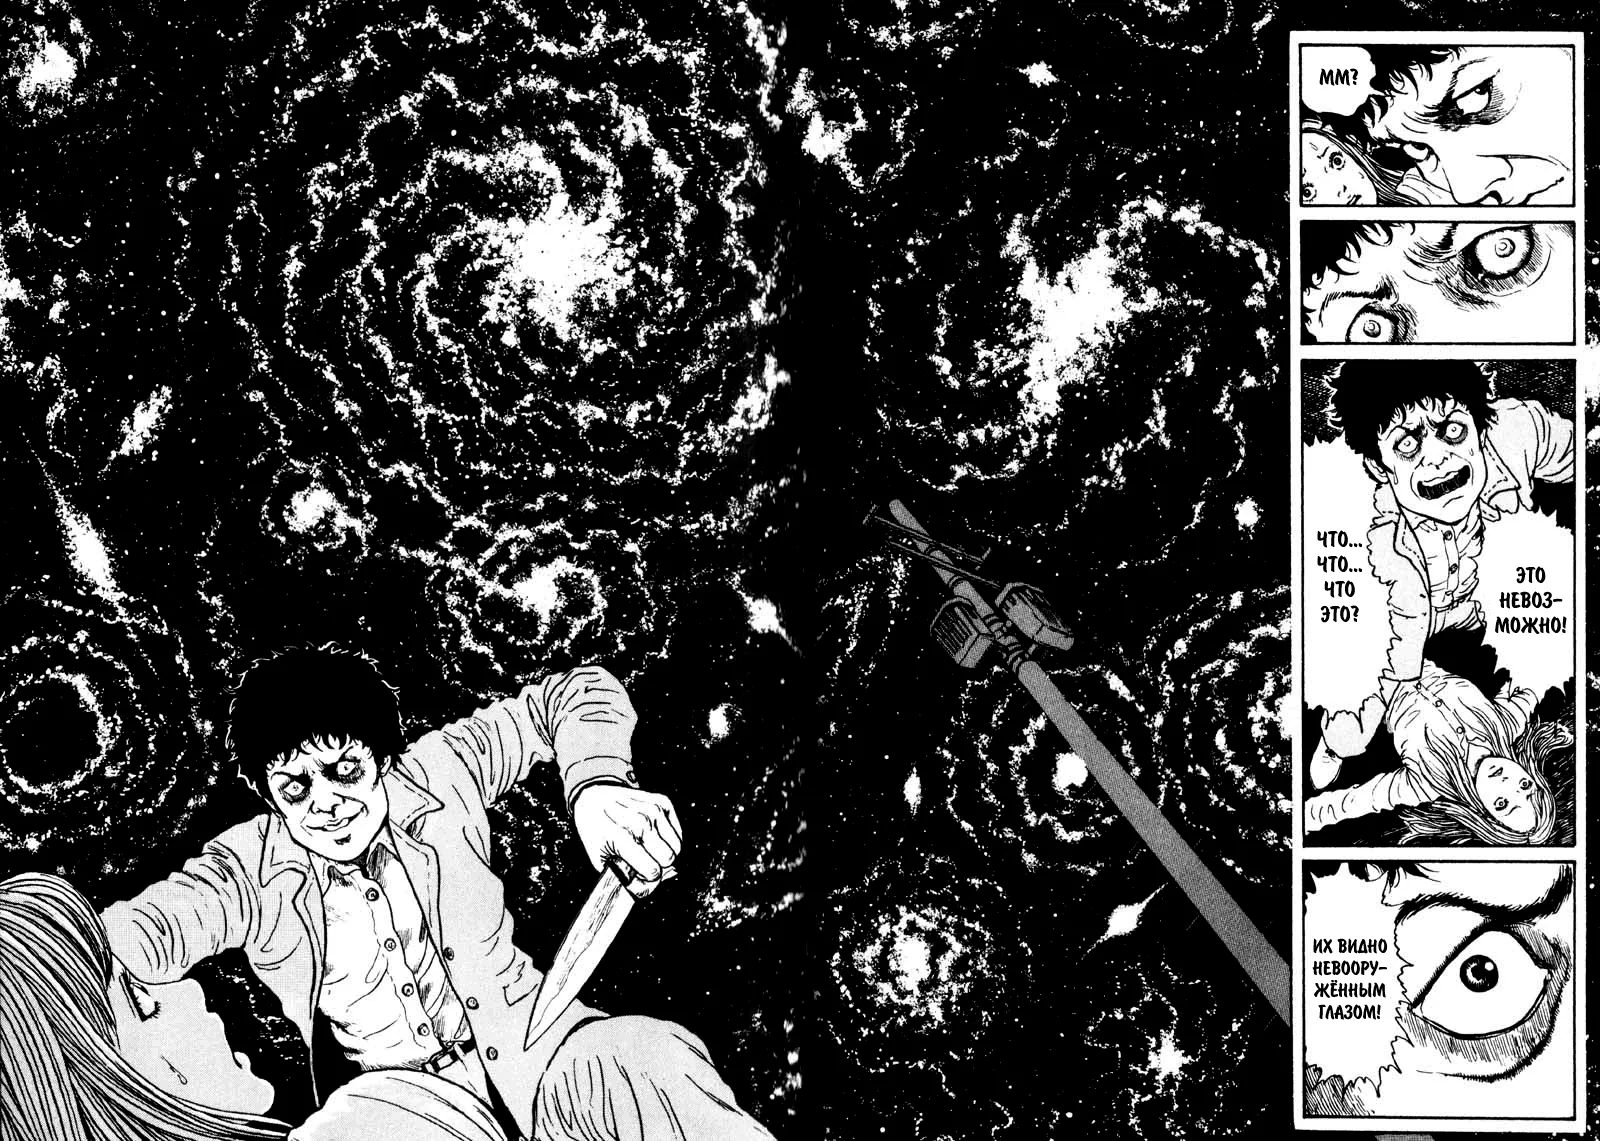 ММ?
ЭТО
НЕВОЗ-
МОЖНО!
ЧТО...
ЧТО...
ЧТО
ЭТО?
ИХ ВИДНО
НЕВООРУ-
ЖЁННЫМ
ГЛАЗОМ!